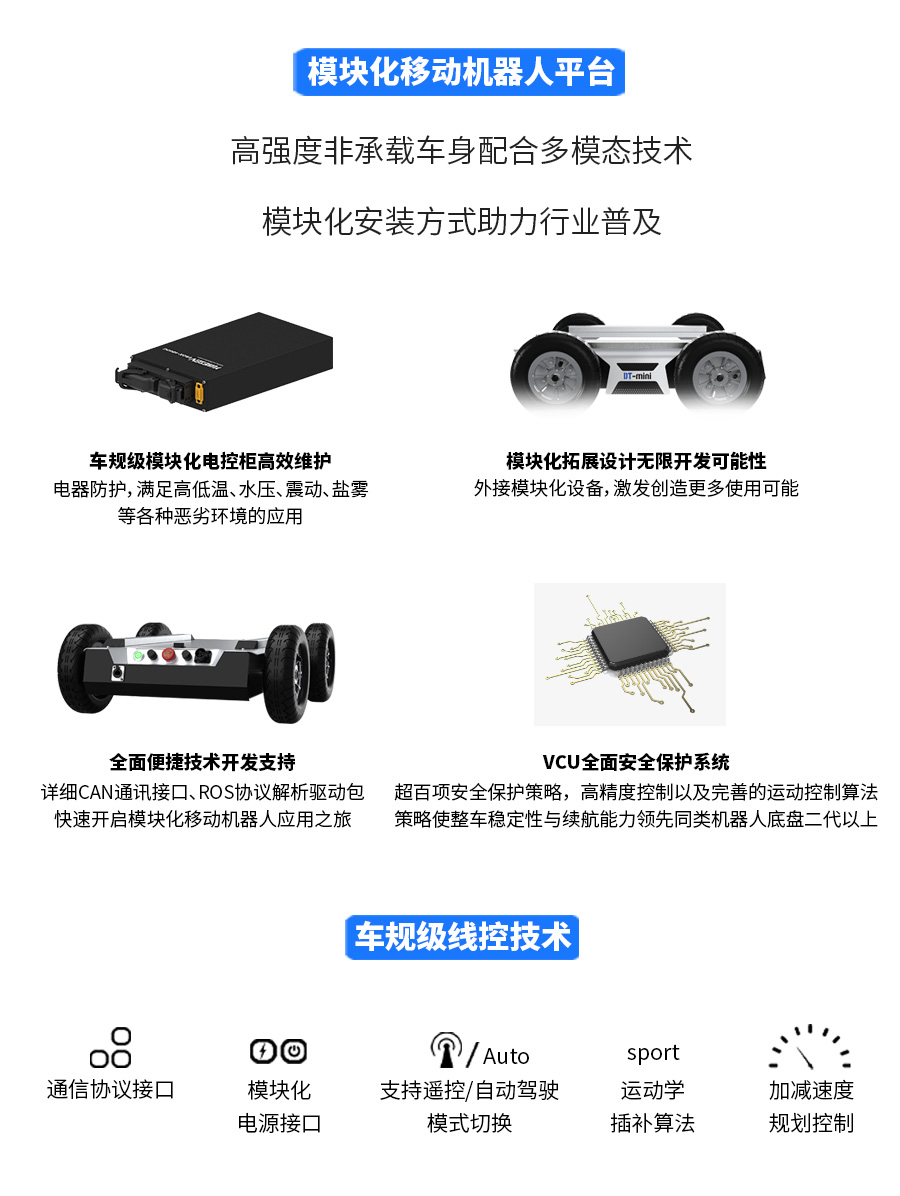 模块化移动机器人平台
高强度非承载车身配合多模态技术
模块化安装方式助力行业普及
DT-mini
车规级模块化电控柜高效维护
电器防护，满足高低温、水压、震动、盐雾
等各种恶劣环境的应用
模块化拓展设计无限开发可能性
外接模块化设备，激发创造更多使用可能
全面便捷技术开发支持
详细CAN通讯接口、ROS协议解析驱动包
快速开启模块化移动机器人应用之旅
VCU全面安全保护系统
超百项安全保护策略，高精度控制以及完善的运动控制算法
策略使整车稳定性与续航能力领先同类机器人底盘二代以上
车规级线控技术
通信协议接口
模块化
电源接口
/Auto
支持遥控/自动驾驶
模式切换
sport
运动学
插补算法
加减速度
规划控制